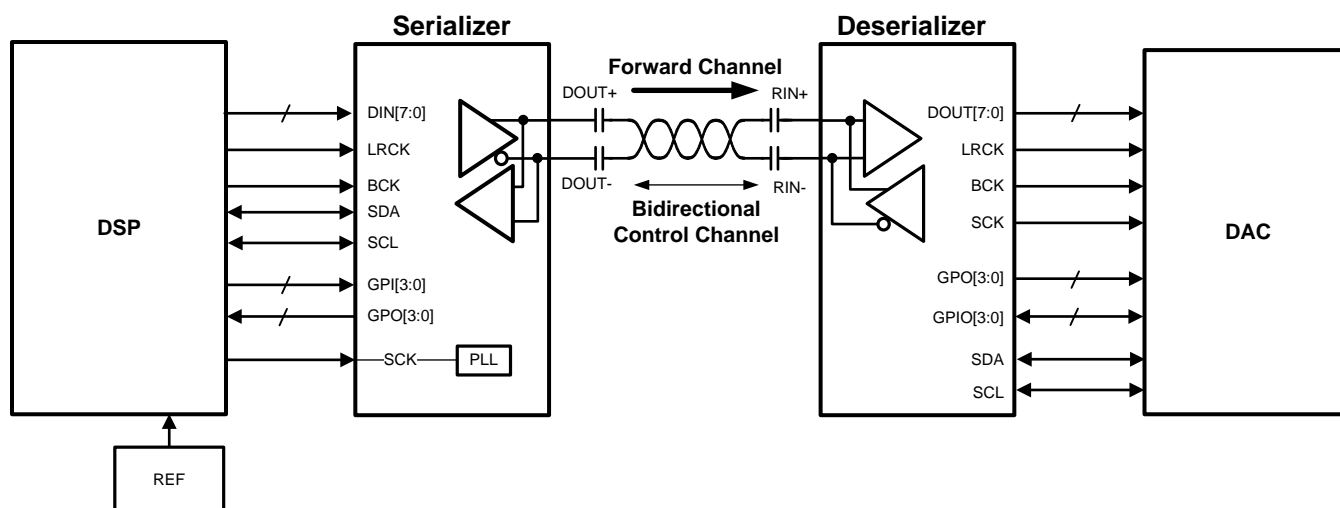 Serializer
Deserializer
Forward Channel
DOUT+
RIN+
DIN[7:0]
DOUT[7:0]
LRCK
LRCK
BCK
BCK
DOUT-
RIN-
SDA
Bidirectional
Control Channel
SCK
DSP
DAC
SCL
GPI[3:0]
GPO[3:0]
GPO[3:0]
GPIO[3:0]
SCK
PLL
SDA
SCL
REF